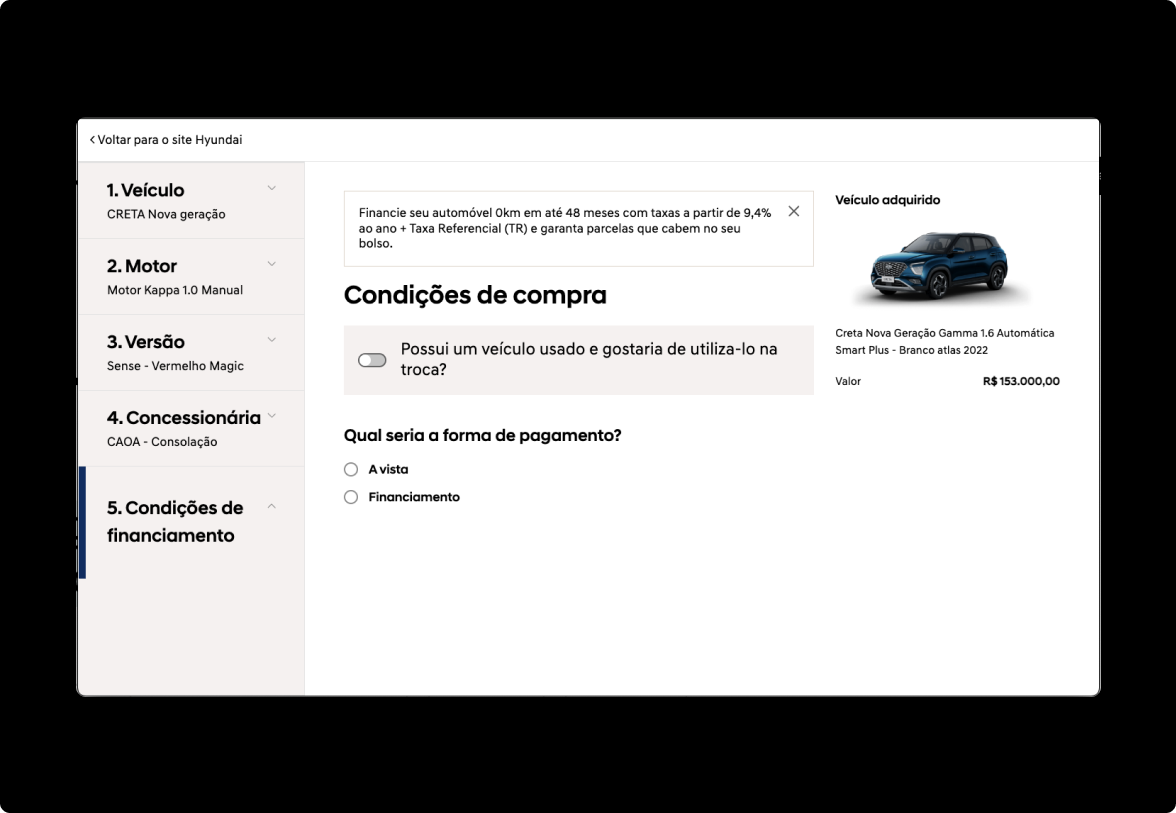 Voltar para o site Hyundai
1. Veículo
CRETA Nova geração
2. Motor
Motor Kappa 1.0 Manual
3. Versão
Sense - Vermelho Magic
4. Concessionária
CAOA - Consolação
5. Condições de
financiamento
Financie seu automóvel 0km em até 48 meses com taxas a partir de 9,4%
ao ano + Taxa Referencial (TR) e garanta parcelas que cabem no seu
bolso.
Condições de compra
Possui um veículo usado e gostaria de utiliza-lo na
troca?
Qual seria a forma de pagamento?
A vista
Financiamento
Veículo adquirido
Creta Nova Geração Gamma 1.6 Automática
Smart Plus - Branco atlas 2022
Valor R$ 153.000,00